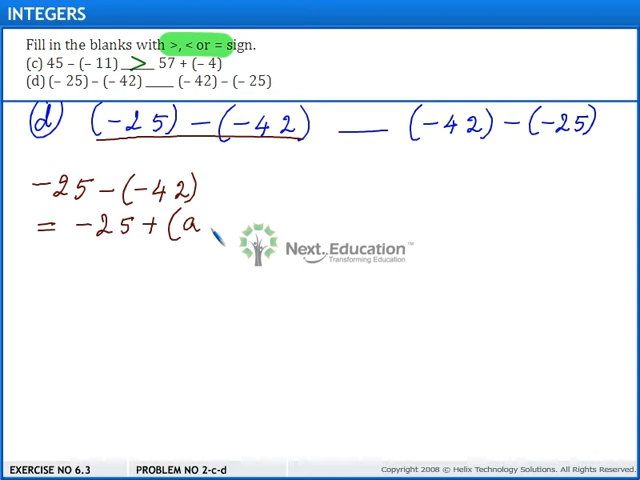 INTEGERS
Fill in the blanks with >, < or = sign.
(c) 45 – (– 11) ____ > 57 + (– 4)
(d) (– 25) – (– 42) ____ (– 42) – (– 25)
(d) (-25) - (-42) ___ (-42) - (-25)
-25 - (-42)
= -25 + (a
Next Education
Transforming Education
EXERCISE NO 6.3 PROBLEM NO 2-c-d Copyright 2008 © Helix Technology Solutions. All Rights Reserved.